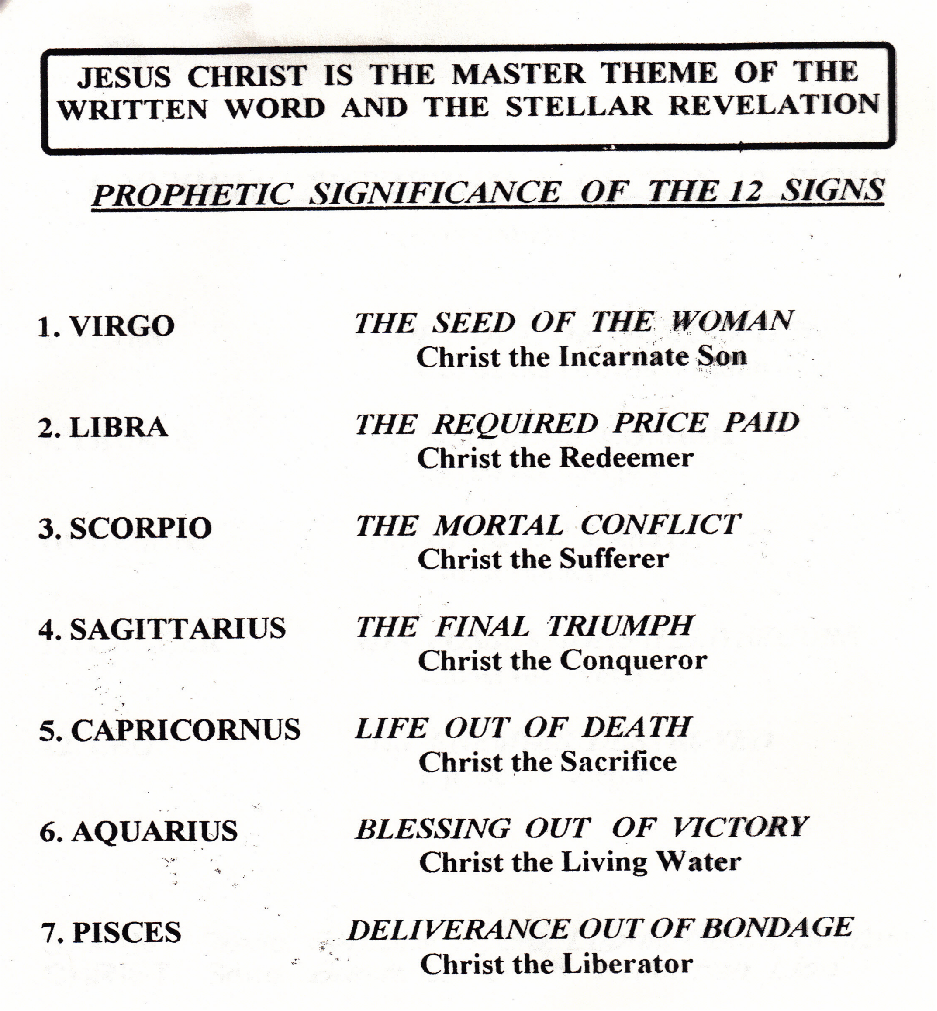 JESUS CHRIST IS THE MASTER THEME OF THE
WRITTEN WORD AND THE STELLAR REVELATION
PROPHETIC SIGNIFICANCE OF THE 12 SIGNS
1. VIRGO THE SEED OF THE WOMAN
Christ the Incarnate Son
2. LIBRA THE REQUIRED PRICE PAID
Christ the Redeemer
3. SCORPIO THE MORTAL CONFLICT
Christ the Sufferer
4. SAGITTARIUS THE FINAL TRIUMPH
Christ the Conqueror
5. CAPRICORNUS LIFE OUT OF DEATH
Christ the Sacrifice
6. AQUARIUS BLESSING OUT OF VICTORY
Christ the Living Water
7. PISCES DELIVERANCE OUT OF BONDAGE
Christ the Liberator